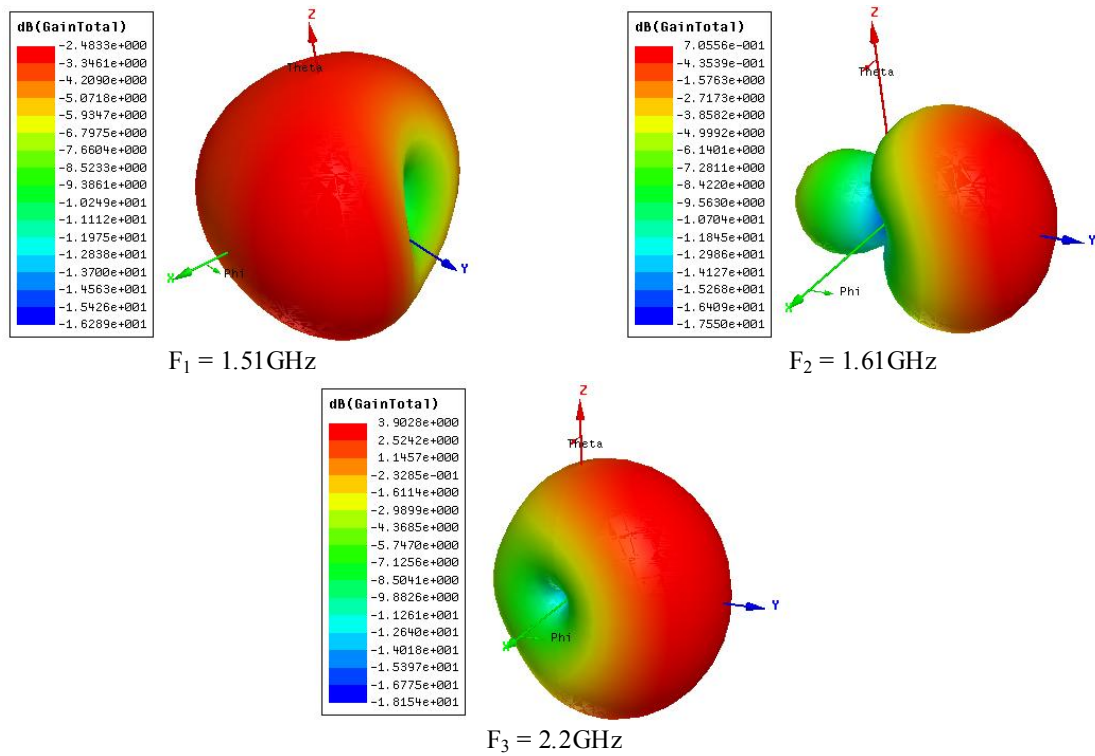 dB(GainTotal)
-2.4833e+000
-3.3461e+000
-4.2090e+000
-5.0718e+000
-5.9347e+000
-6.7975e+000
-7.6604e+000
-8.5233e+000
-9.3861e+000
-1.0249e+001
-1.1112e+001
-1.1975e+001
-1.2838e+001
-1.3700e+001
-1.4563e+001
-1.5426e+001
-1.6289e+001
Z
Theta
X
Phi
Y
F1 = 1.51GHz
dB(GainTotal)
7.0556e-001
-4.3539e-001
-1.5763e+000
-2.7173e+000
-3.8582e+000
-4.9992e+000
-6.1401e+000
-7.2811e+000
-8.4220e+000
-9.5630e+000
-1.0704e+001
-1.1845e+001
-1.2986e+001
-1.4127e+001
-1.5268e+001
-1.6409e+001
-1.7550e+001
Z
Theta
Y
Phi
X
F2 = 1.61GHz
dB(GainTotal)
3.9028e+000
2.5242e+000
1.1457e+000
-2.3285e-001
-1.6114e+000
-2.9899e+000
-4.3685e+000
-5.7470e+000
-7.1256e+000
-8.5041e+000
-9.8826e+000
-1.1261e+001
-1.2640e+001
-1.4018e+001
-1.5397e+001
-1.6775e+001
-1.8154e+001
Z
Theta
Y
Phi
X
F3 = 2.2GHz